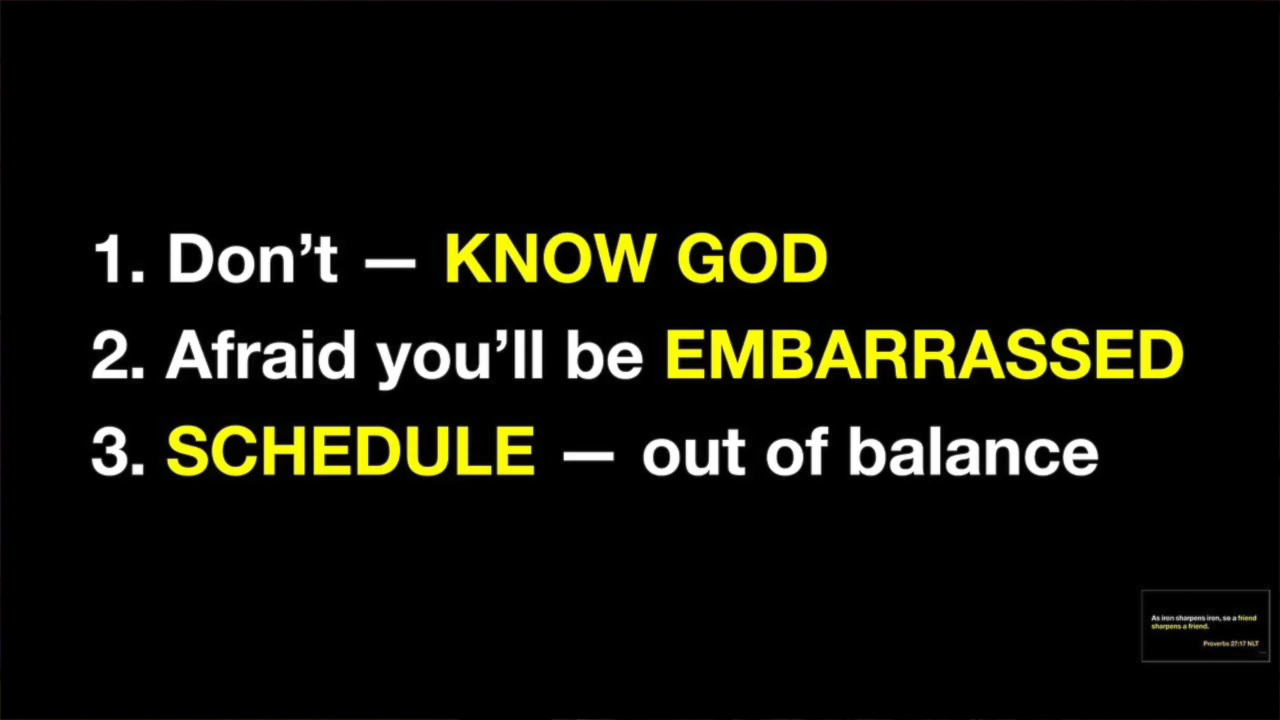 1. Don’t – KNOW GOD
2. Afraid you’ll be EMBARRASSED
3. SCHEDULE – out of balance
As iron sharpens iron, so a friend
sharpens a friend.
Proverbs 27:17 NLT